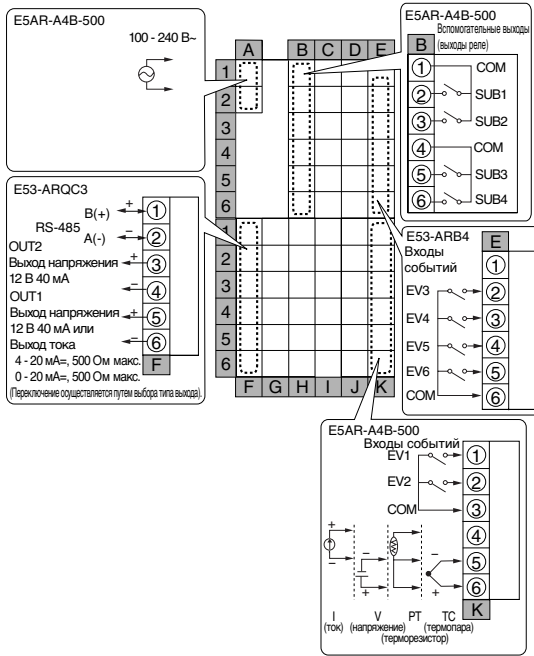 E5AR-A4B-500
100 - 240 В~
A B C D E
1
2
3
4
5
6
1
2
3
4
5
6
F G H I J K
E5AR-A4B-500
Вспомогательные выходы
(выходы реле)
B
1 COM
2 SUB1
3 SUB2
4 COM
5 SUB3
6 SUB4
E53-ARQC3
B(+) + 1
RS-485
A(-) − 2
OUT2
Выход напряжения + 3
12 В 40 мА − 4
OUT1
Выход напряжения + 5
12 В 40 мА или − 6
Выход тока
4 - 20 мА=, 500 Ом макс.
0 - 20 мА=, 500 Ом макс.
F
(Переключение осуществляется путем выбора типа выхода).
E53-ARB4
Входы
событий
E
1
EV3 2
EV4 3
EV5 4
EV6 5
COM 6
E5AR-A4B-500
Входы событий
EV1 1
EV2 2
COM 3
4
5
6
K
+ − − + − +
I V PT TC
(ток) (напряжение) (термопара)
(терморезистор)